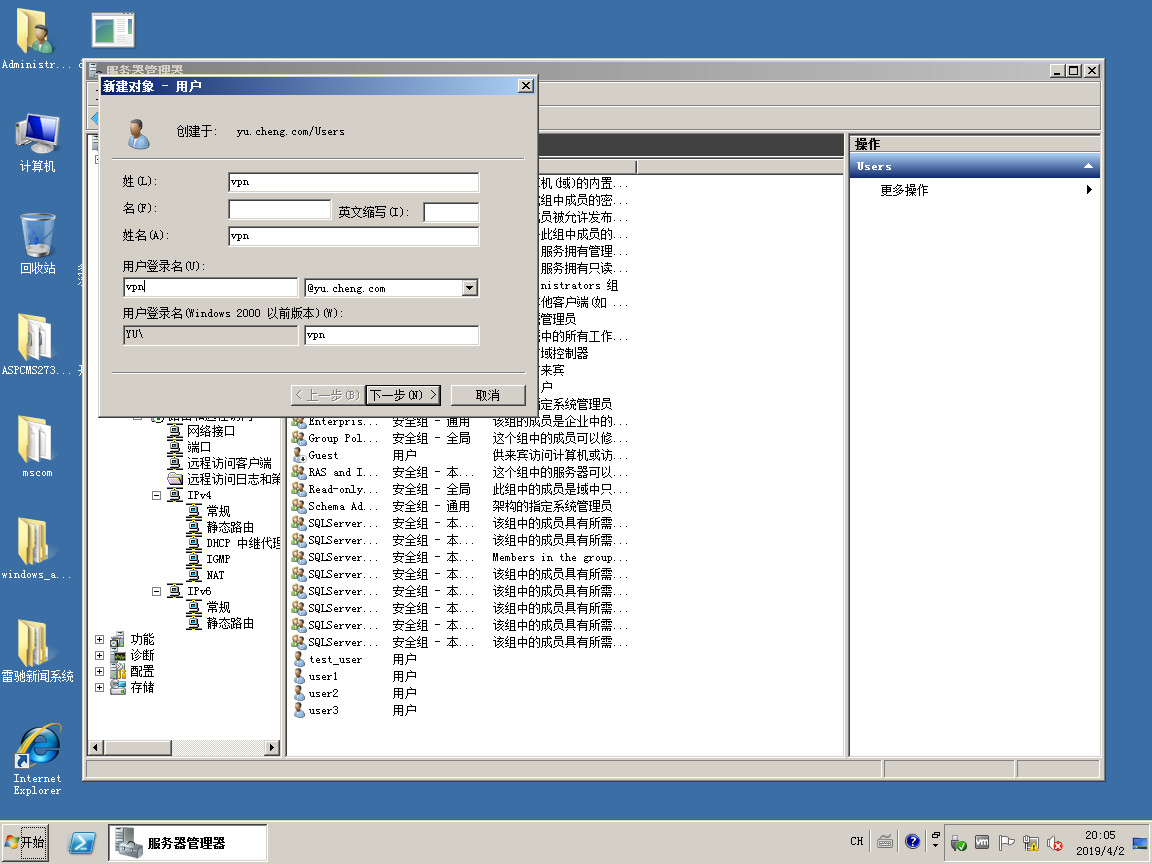 Administr...
计算机
回收站
ASPCMS273...
mscom
windows_a...
雷驰新闻系统
Internet
Explorer
服务器管理器
新建对象 - 用户
创建于: yu.cheng.com/Users
姓(L): vpn
名(F): 英文缩写(I):
姓名(A): vpn
用户登录名(U):
vpn @yu.cheng.com
用户登录名(Windows 2000 以前版本)(W):
YU\ vpn
< 上一步(B) 下一步(N) > 取消
操作
Users
更多操作
机(域)的内置...
组中成员的密...
员被允许发布...
此组中成员的...
服务拥有管理...
服务拥有只读...
nistrators 组
他客户端(如 ...
管理员
中的所有工作...
域控制器
来宾
户
指定系统管理员
Enterpris... 安全组 - 通用 该组的成员是企业中的...
Group Pol... 安全组 - 全局 这个组中的成员可以修...
Guest 用户 供来宾访问计算机或访...
RAS and I... 安全组 - 本... 这个组中的服务器可以...
Read-only... 安全组 - 全局 此组中的成员是域中只...
Schema Ad... 安全组 - 通用 架构的指定系统管理员
SQLServer... 安全组 - 本... 该组中的成员具有所需...
SQLServer... 安全组 - 本... 该组中的成员具有所需...
SQLServer... 安全组 - 本... Members in the group...
SQLServer... 安全组 - 本... 该组中的成员具有所需...
SQLServer... 安全组 - 本... 该组中的成员具有所需...
SQLServer... 安全组 - 本... 该组中的成员具有所需...
SQLServer... 安全组 - 本... 该组中的成员具有所需...
SQLServer... 安全组 - 本... 该组中的成员具有所需...
test_user 用户
user1 用户
user2 用户
user3 用户
路由和远程访问
网络接口
端口
远程访问客户端
远程访问日志和策
IPv4
常规
静态路由
DHCP 中继代理
IGMP
NAT
IPv6
常规
静态路由
功能
诊断
配置
存储
开始
服务器管理器
CH
20:05
2019/4/2